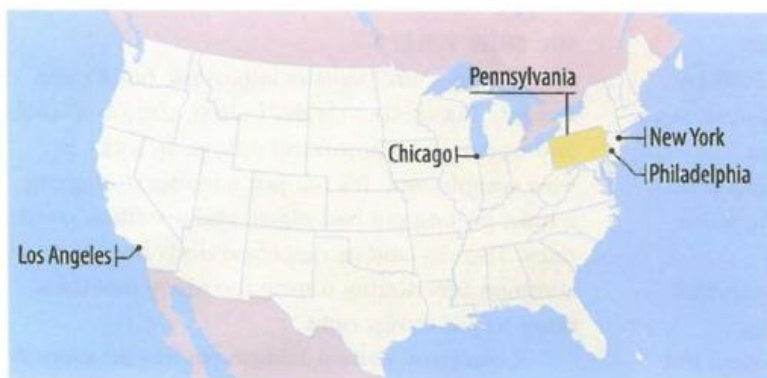 Pennsylvania
Chicago
New York
Philadelphia
Los Angeles